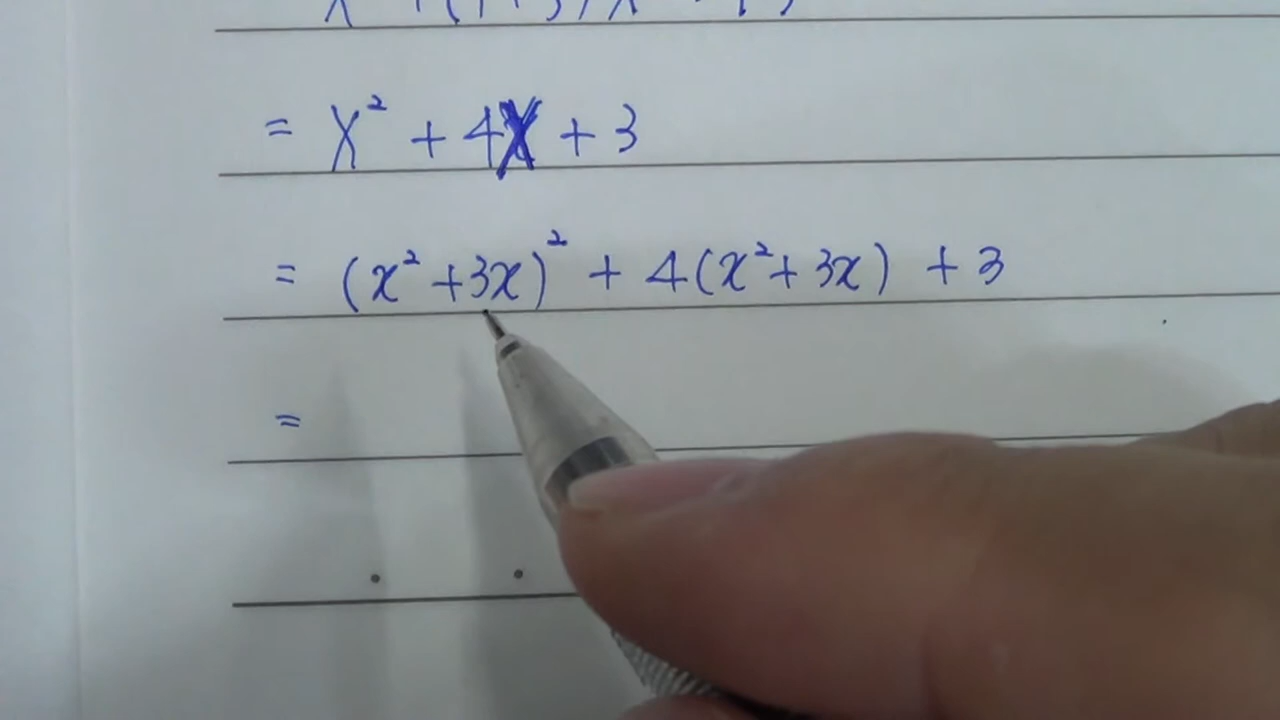 = X² + 4X + 3
= (x² + 3x)² + 4(x² + 3x) + 3
=